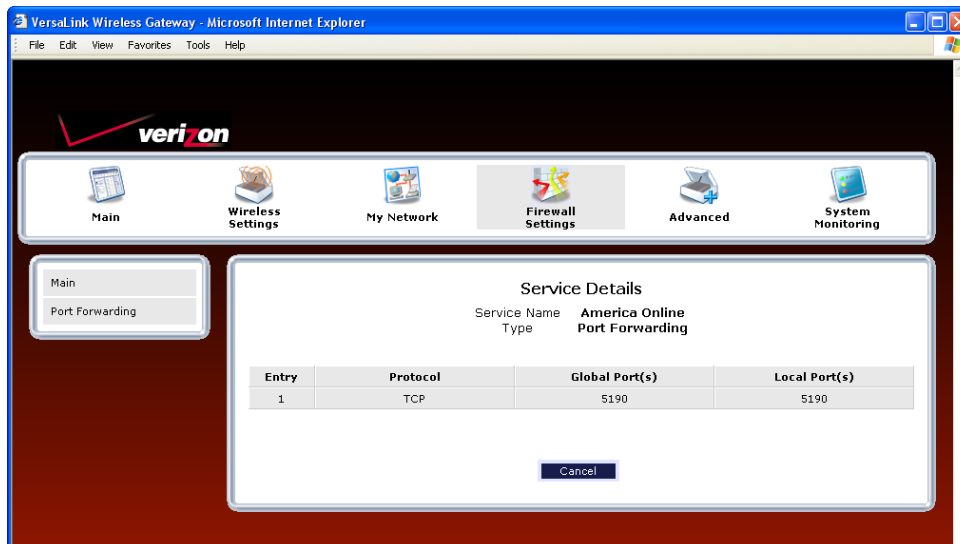 VersaLink Wireless Gateway - Microsoft Internet Explorer
File Edit View Favorites Tools Help
verizon
Main
Wireless Settings
My Network
Firewall Settings
Advanced
System Monitoring
Main
Port Forwarding
Service Details
Service Name America Online
Type Port Forwarding
Entry Protocol Global Port(s) Local Port(s)
1 TCP 5190 5190
Cancel